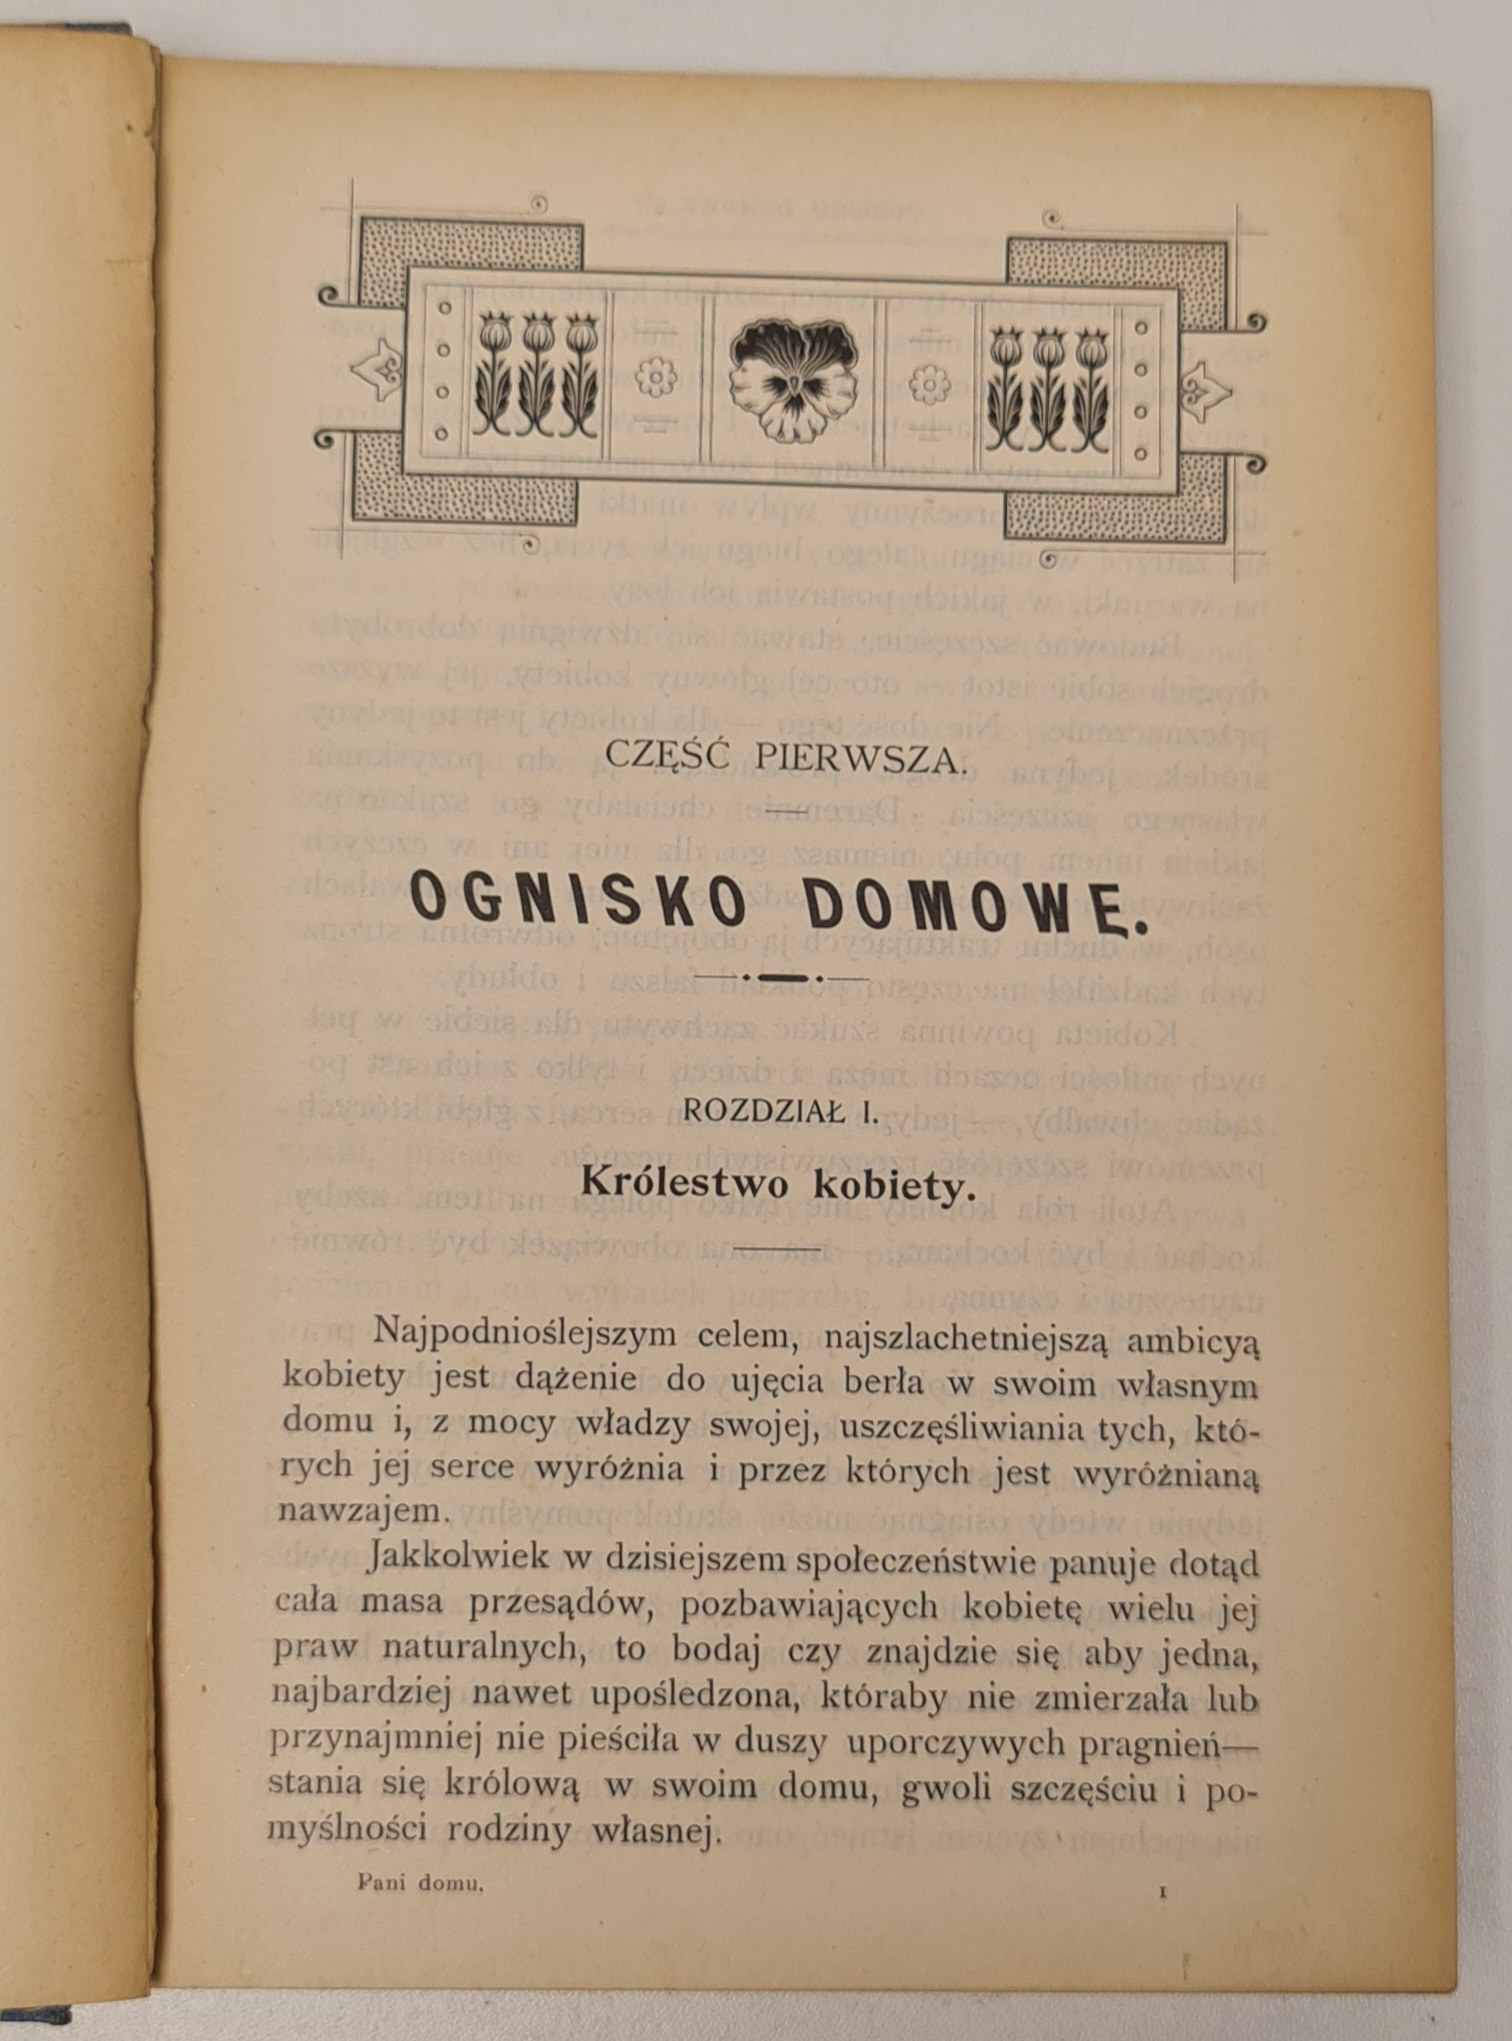 CZĘŚĆ PIERWSZA.
OGNISKO DOMOWE.
ROZDZIAŁ I.
Królestwo kobiety.
Najpodnioślejszym celem, najszlachetniejszą ambicyą
kobiety jest dążenie do ujęcia berła w swoim własnym
domu i, z mocy władzy swojej, uszczęśliwiania tych, któ-
rych jej serce wyróżnia i przez których jest wyróżnianą
nawzajem.
Jakkolwiek w dzisiejszem społeczeństwie panuje dotąd
cała masa przesądów, pozbawiających kobietę wielu jej
praw naturalnych, to bodaj czy znajdzie się aby jedna,
najbardziej nawet upośledzona, któraby nie zmierzała lub
przynajmniej nie pieściła w duszy uporczywych pragnień—
stania się królową w swoim domu, gwoli szczęściu i po-
myślności rodziny własnej.
Pani domu. 1